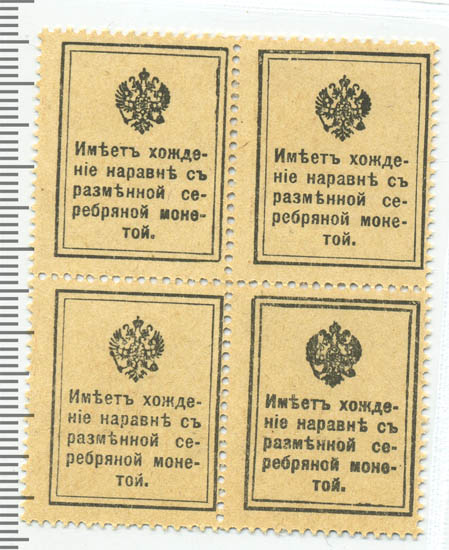 Имѣетъ хожде-
ніе наравнѣ съ
размѣнной се-
ребряной моне-
той.
Имѣетъ хожде-
ніе наравнѣ съ
размѣнной се-
ребряной моне-
той.
Имѣетъ хожде-
ніе наравнѣ съ
размѣнной се-
ребряной моне-
той.
Имѣетъ хожде-
ніе наравнѣ съ
размѣнной се-
ребряной моне-
той.